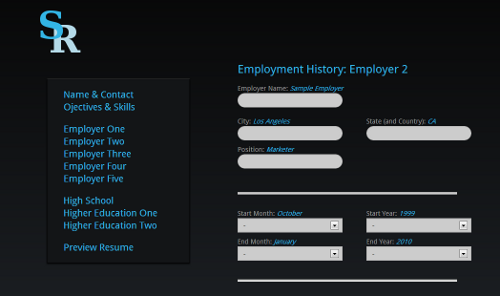 SR
Employment History: Employer 2
Employer Name: Sample Employer
City: Los Angeles
State (and Country): CA
Position: Marketer
Start Month: October
Start Year: 1999
-
-
End Month: January
End Year: 2010
-
-
Name & Contact
Ojectives & Skills
Employer One
Employer Two
Employer Three
Employer Four
Employer Five
High School
Higher Education One
Higher Education Two
Preview Resume